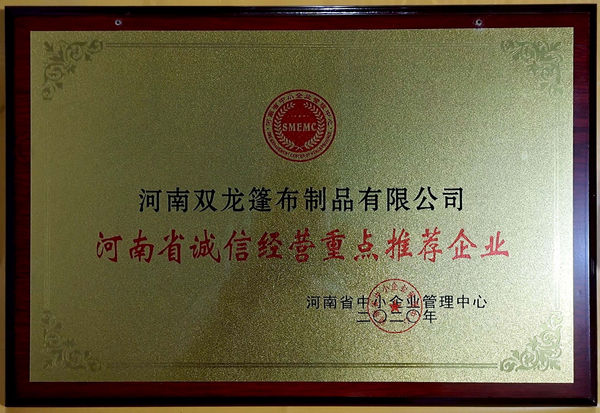 SMEMC
河南双龙篷布制品有限公司
河南省诚信经营重点推荐企业
河南省中小企业管理中心
二〇二〇年